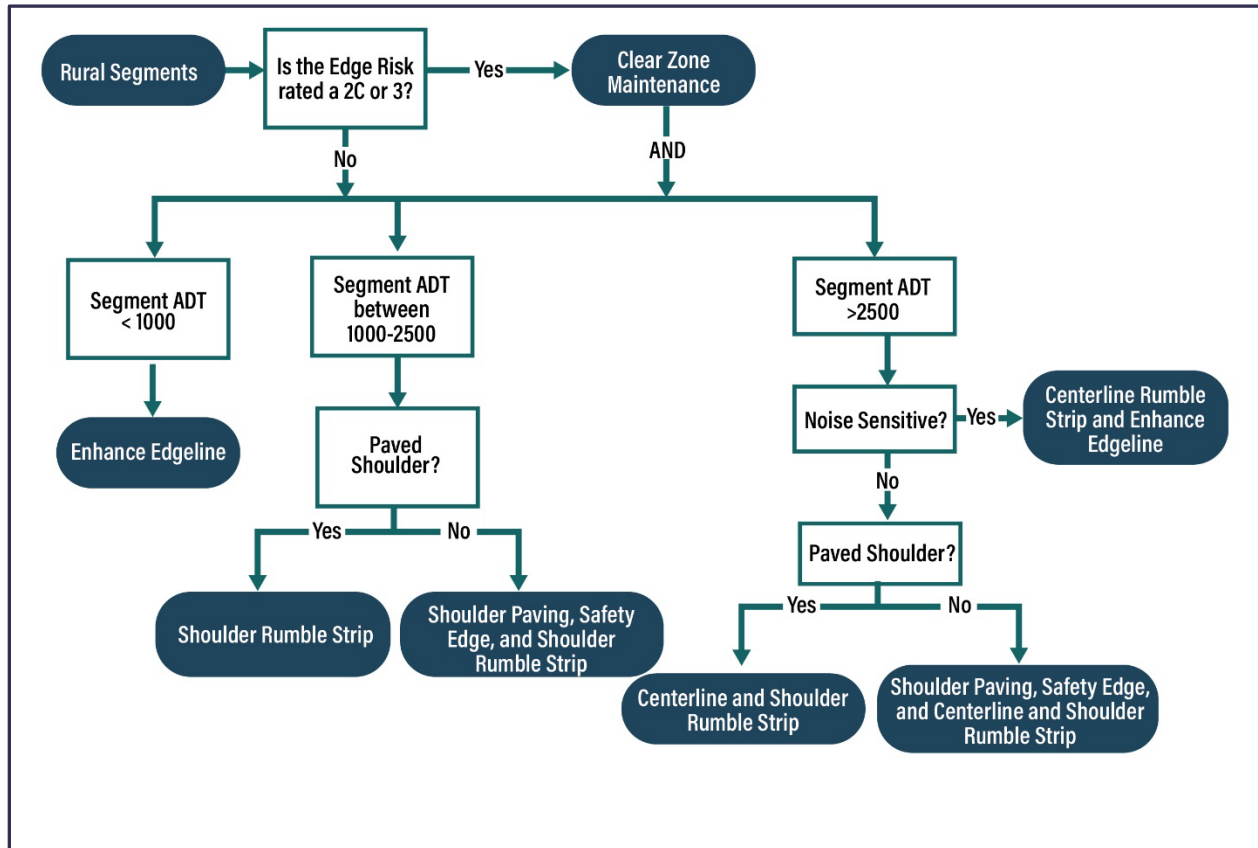 Rural Segments
Is the Edge Risk
rated a 2C or 3?
Yes
Clear Zone
Maintenance
No
AND
Segment ADT
< 1000
Segment ADT
between
1000-2500
Segment ADT
>2500
Enhance Edgeline
Paved
Shoulder?
Noise Sensitive?
Yes
Centerline Rumble
Strip and Enhance
Edgeline
No
Yes
No
Paved Shoulder?
Shoulder Rumble Strip
Shoulder Paving, Safety
Edge, and Shoulder
Rumble Strip
Yes
No
Centerline and Shoulder
Rumble Strip
Shoulder Paving, Safety Edge,
and Centerline and Shoulder
Rumble Strip